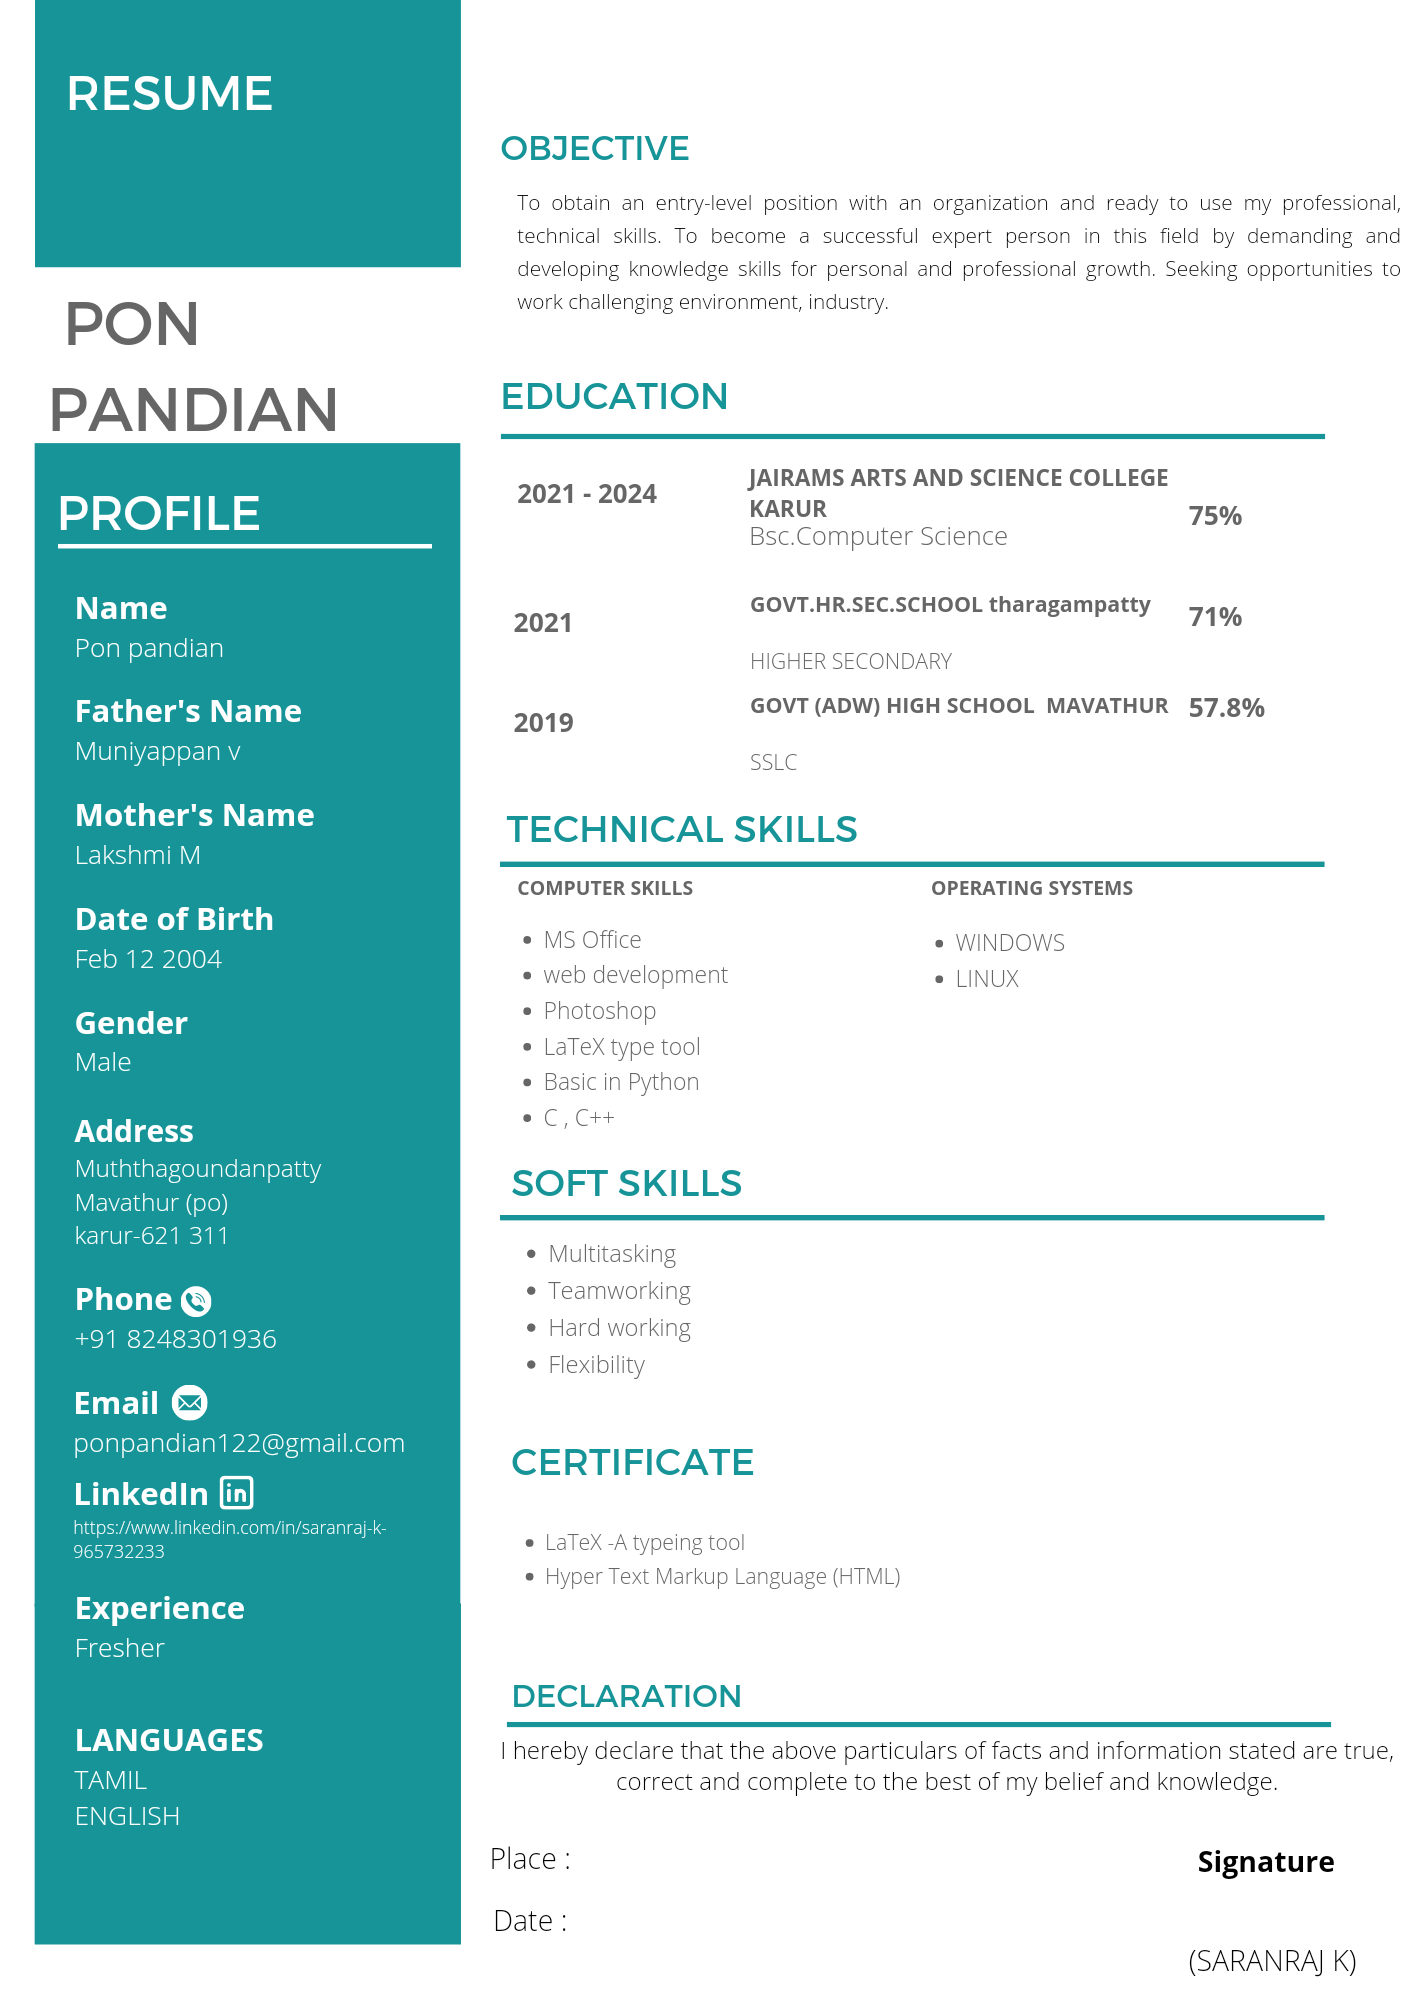 RESUME
PON
PANDIAN
PROFILE
Name
Pon pandian
Father's Name
Muniyappan v
Mother's Name
Lakshmi M
Date of Birth
Feb 12 2004
Gender
Male
Address
Muththagoundanpatty
Mavathur (po)
karur-621 311
Phone
+91 8248301936
Email
ponpandian122@gmail.com
LinkedIn in
https://www.linkedin.com/in/saranraj-k-
965732233
Experience
Fresher
LANGUAGES
TAMIL
ENGLISH
OBJECTIVE
To obtain an entry-level position with an organization and ready to use my professional,
technical skills. To become a successful expert person in this field by demanding and
developing knowledge skills for personal and professional growth. Seeking opportunities to
work challenging environment, industry.
EDUCATION
2021 - 2024
JAIRAMS ARTS AND SCIENCE COLLEGE
KARUR
Bsc.Computer Science
75%
2021
GOVT.HR.SEC.SCHOOL tharagampatty
HIGHER SECONDARY
71%
2019
GOVT (ADW) HIGH SCHOOL  MAVATHUR
SSLC
57.8%
TECHNICAL SKILLS
COMPUTER SKILLS
• MS Office
• web development
• Photoshop
• LaTeX type tool
• Basic in Python
• C , C++
OPERATING SYSTEMS
• WINDOWS
• LINUX
SOFT SKILLS
• Multitasking
• Teamworking
• Hard working
• Flexibility
CERTIFICATE
• LaTeX -A typeing tool
• Hyper Text Markup Language (HTML)
DECLARATION
I hereby declare that the above particulars of facts and information stated are true,
correct and complete to the best of my belief and knowledge.
Place :
Signature
Date :
(SARANRAJ K)